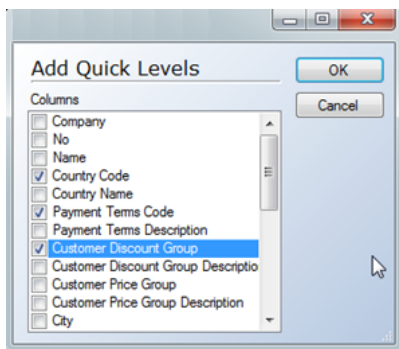 Add Quick Levels
OK
Columns
Cancel
Company
No
Name
Country Code
Country Name
Payment Terms Code
Payment Terms Description
Customer Discount Group
Customer Discount Group Descriptio
Customer Price Group
Customer Price Group Description
City